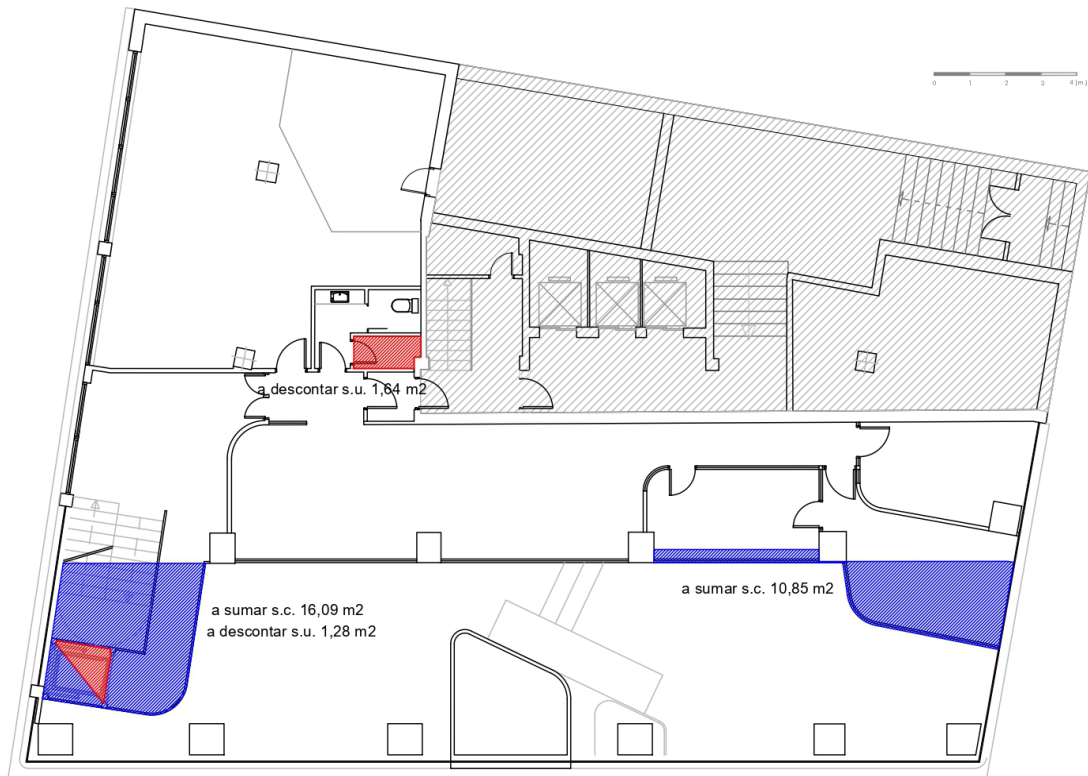 0 1 2 3 4 (m.)
a descontar s.u. 1,64 m2
a sumar s.c. 16,09 m2
a descontar s.u. 1,28 m2
a sumar s.c. 10,85 m2